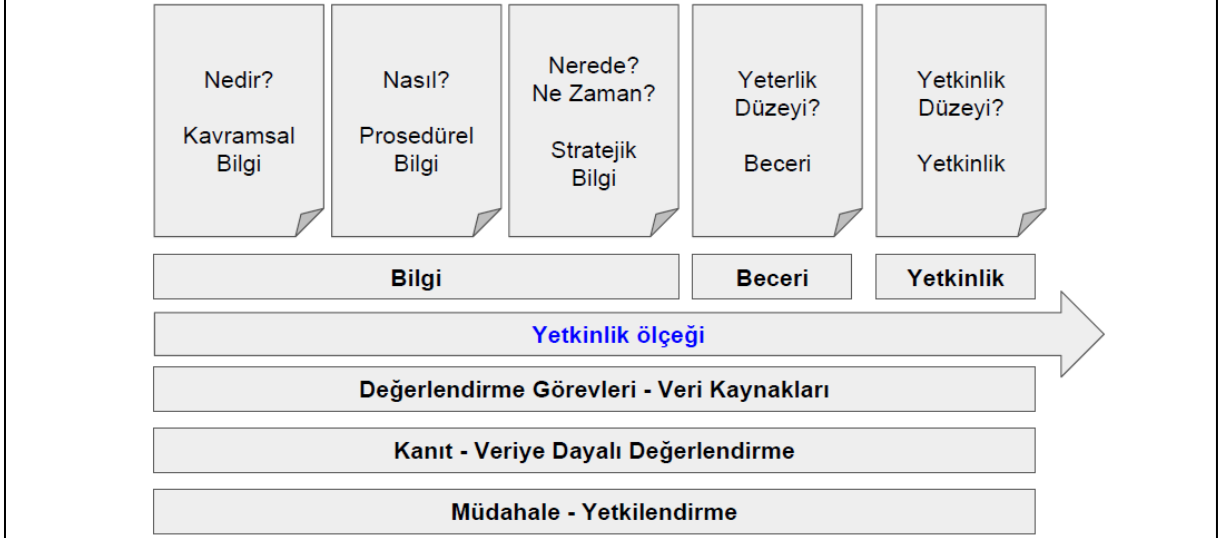 Nedir?
Kavramsal
Bilgi
Nasıl?
Prosedürel
Bilgi
Nerede?
Ne Zaman?
Stratejik
Bilgi
Yeterlik
Düzeyi?
Beceri
Yetkinlik
Düzeyi?
Yetkinlik
Bilgi
Beceri
Yetkinlik
Yetkinlik ölçeği
Değerlendirme Görevleri - Veri Kaynakları
Kanıt - Veriye Dayalı Değerlendirme
Müdahale - Yetkilendirme